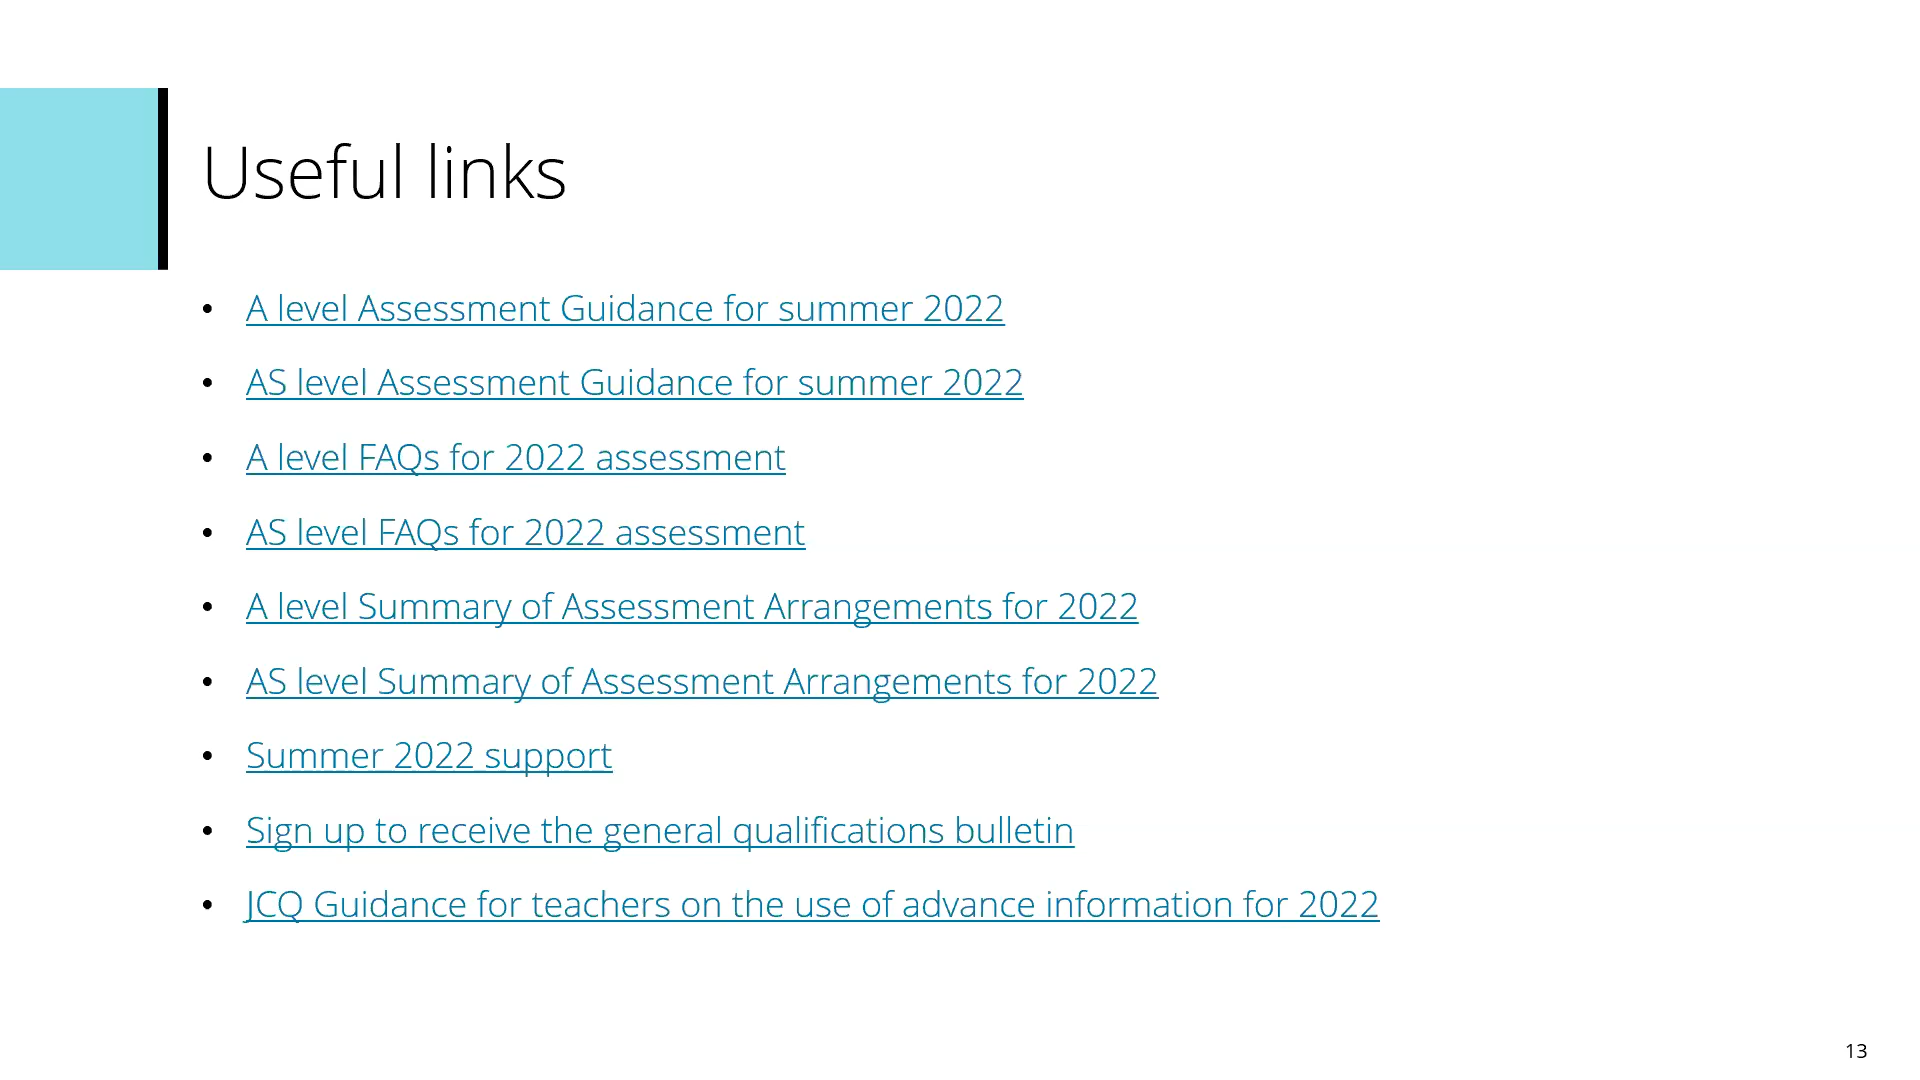 Useful links
• A level Assessment Guidance for summer 2022
• AS level Assessment Guidance for summer 2022
• A level FAQs for 2022 assessment
• AS level FAQs for 2022 assessment
• A level Summary of Assessment Arrangements for 2022
• AS level Summary of Assessment Arrangements for 2022
• Summer 2022 support
• Sign up to receive the general qualifications bulletin
• JCQ Guidance for teachers on the use of advance information for 2022
13